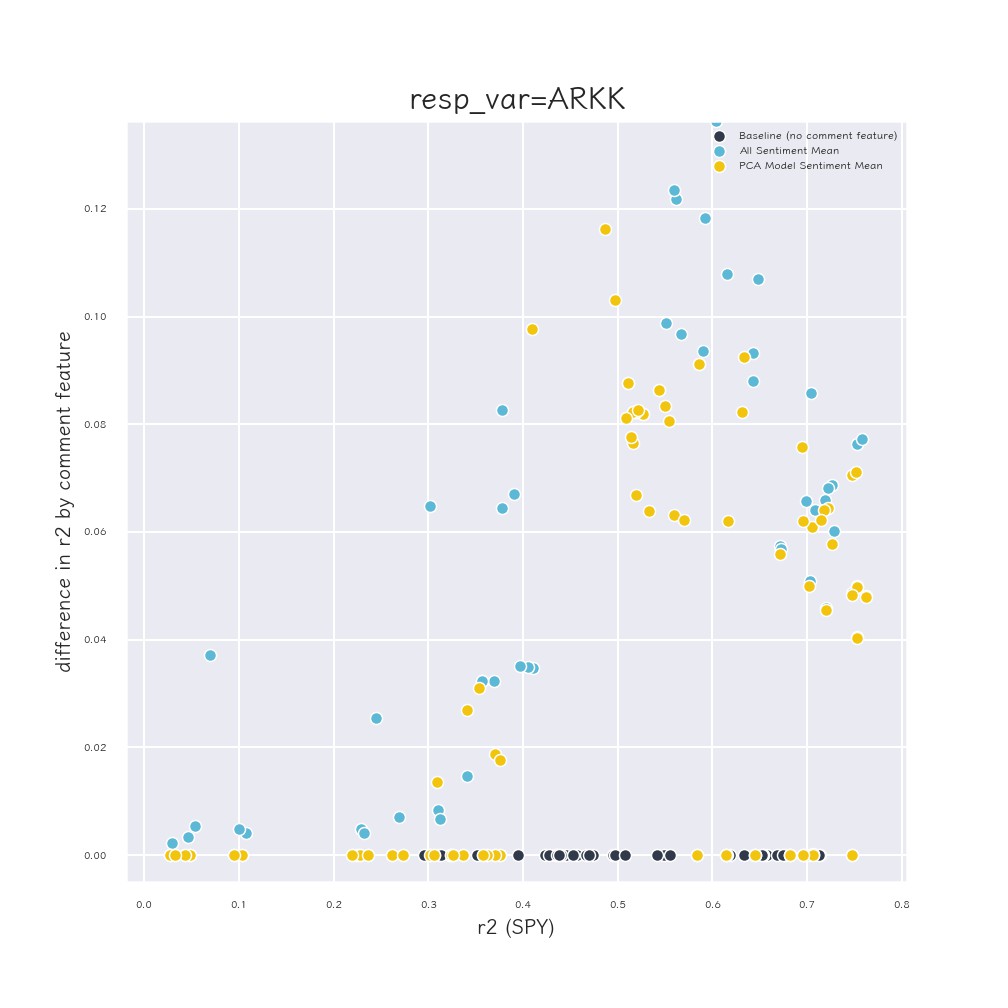 resp_var=ARKK
Baseline (no comment feature)
All Sentiment Mean
PCA Model Sentiment Mean
difference in r2 by comment feature
0.12
0.10
0.08
0.06
0.04
0.02
0.00
0.0 0.1 0.2 0.3 0.4 0.5 0.6 0.7 0.8
r2 (SPY)